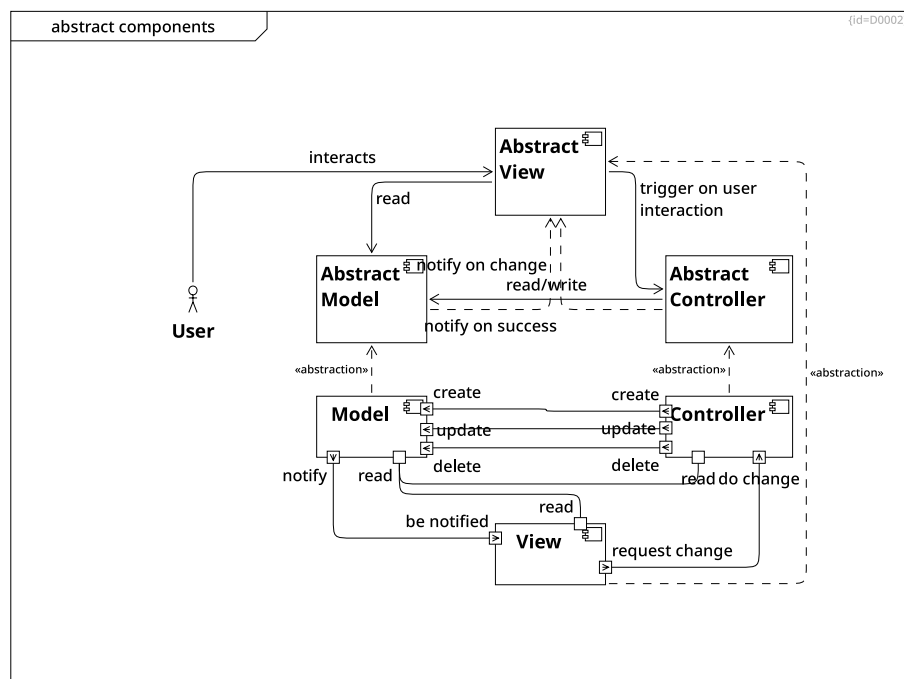 abstract components
{id=D0002
Abstract
View
interacts
read
trigger on user
interaction
Abstract
Model
notify on change
read/write
Abstract
Controller
notify on success
User
«abstraction»
«abstraction»
«abstraction»
Model
create
create
Controller
update
update
delete
delete
notify
read
read
do change
read
be notified
View
request change